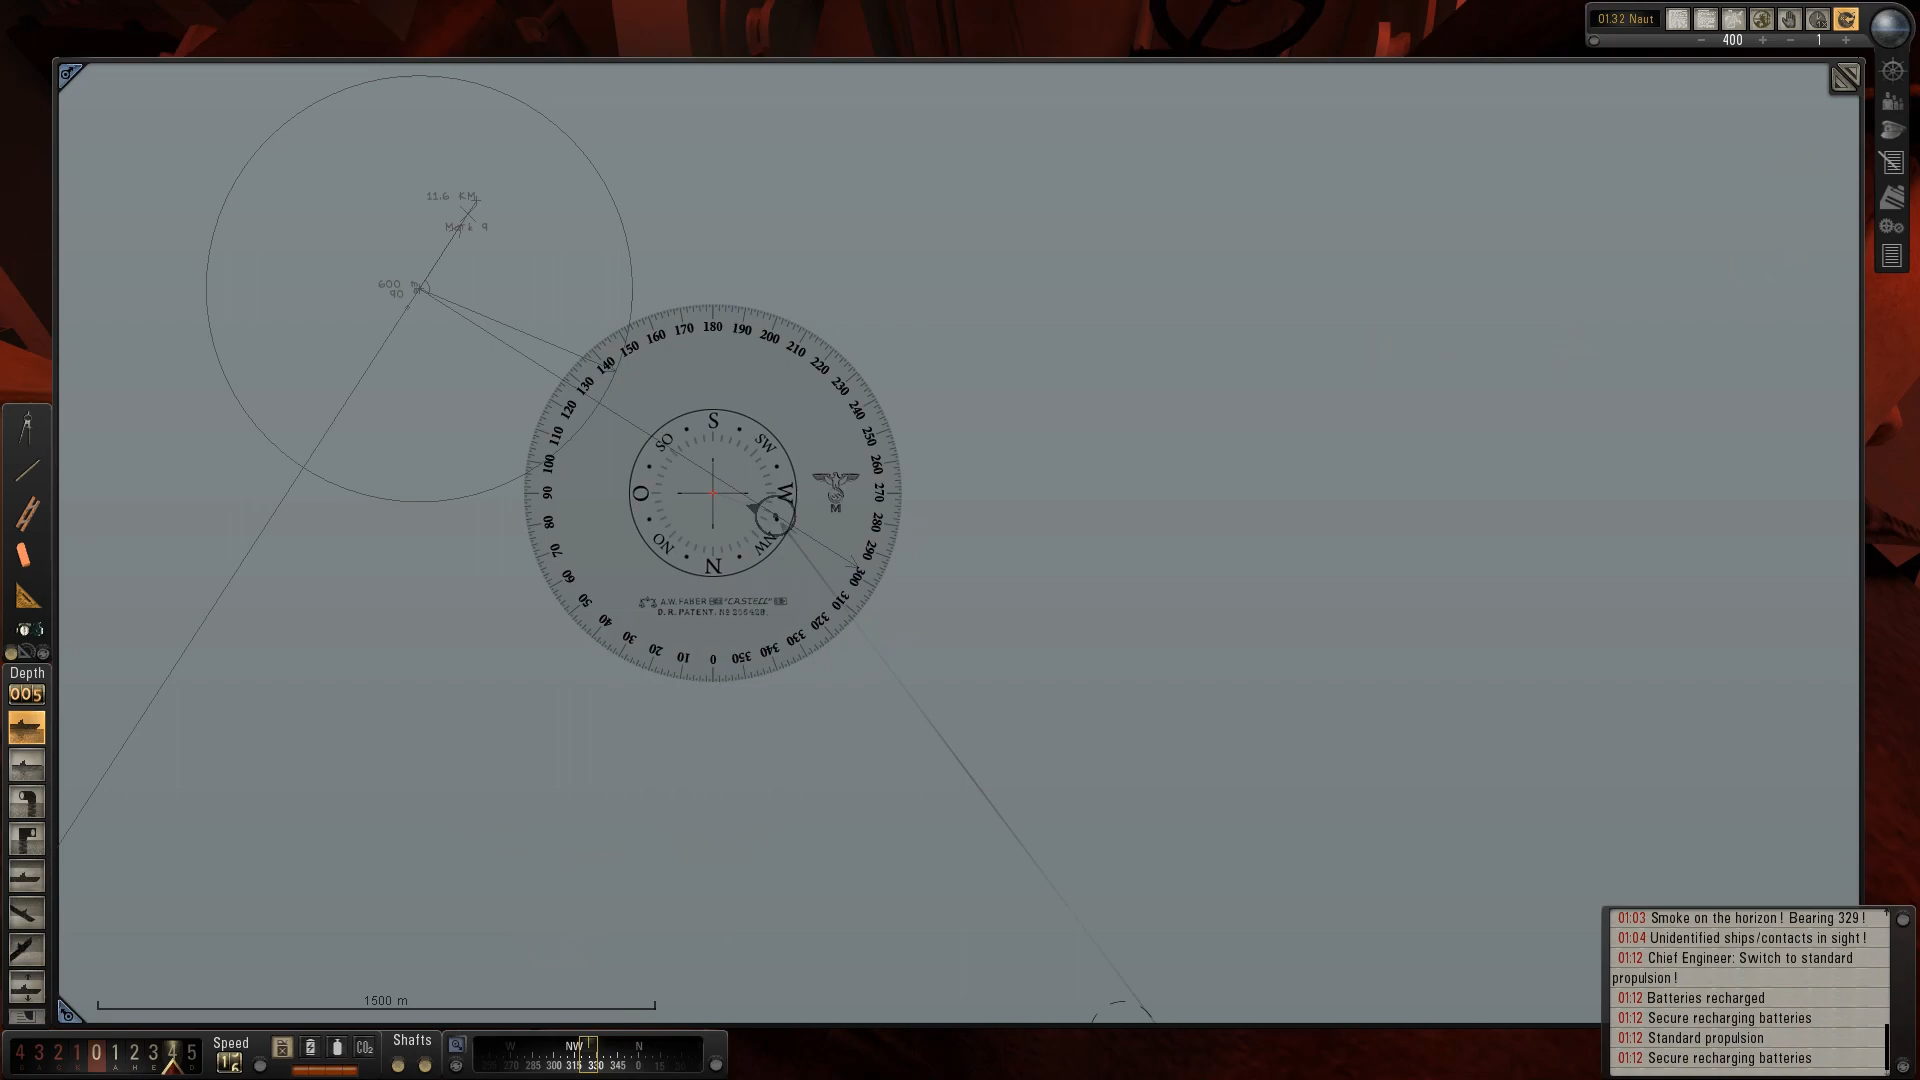 01.32 Naut
400 1
11.6 KM
Mark 9
600 m
90
180 190 200 210 220 230 240 250 260 270 280 290 300 310 320 330 340 350 0 10 20 30 40 50 60 70 80 90 100 110 120 130 140 150 160 170
S SW W NW N NO O SO
M
A.W. FABER "CASTELL"
D.R. PATENT.
1500 m
Depth
005
4 3 2 1 0 1 2 3 4 5
B A C K A H E A D
Speed
CO2
Shafts
W NW N
270 285 300 315 330 345 0 15
01:03 Smoke on the horizon! Bearing 329!
01:04 Unidentified ships/contacts in sight!
01:12 Chief Engineer: Switch to standard
propulsion!
01:12 Batteries recharged
01:12 Secure recharging batteries
01:12 Standard propulsion
01:12 Secure recharging batteries